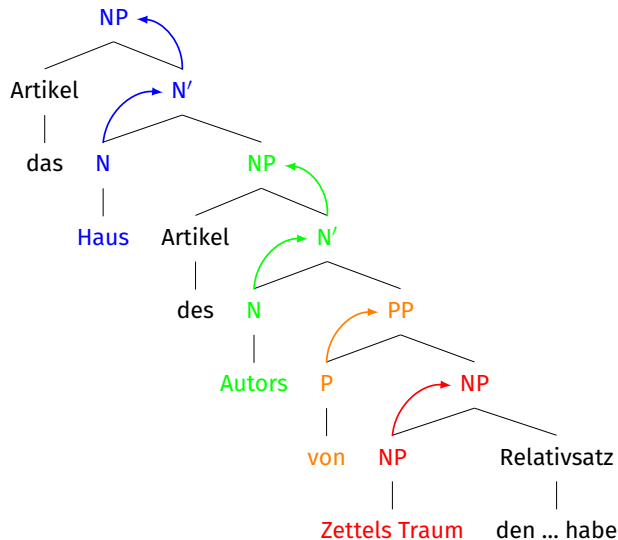 NP
Artikel N′
das N NP
Haus Artikel N′
des N PP
Autors P NP
von NP Relativsatz
Zettels Traum den ... habe